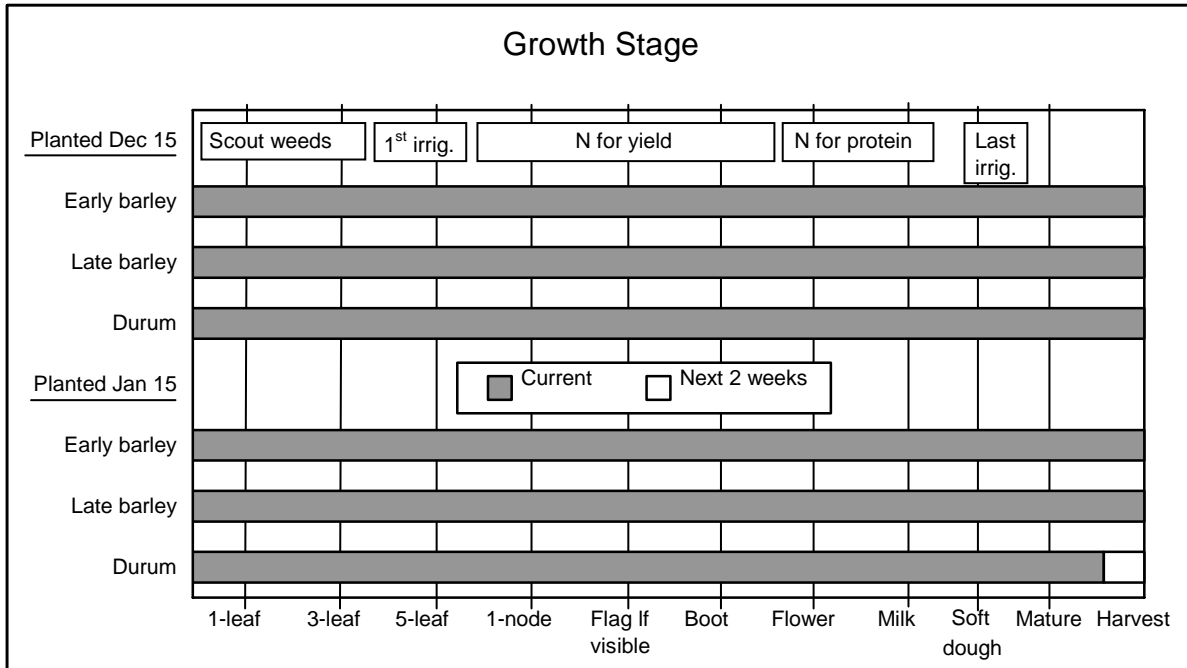 Growth Stage
Planted Dec 15
Scout weeds
1st irrig.
N for yield
N for protein
Last
irrig.
Early barley
Late barley
Durum
Planted Jan 15
Current
Next 2 weeks
Early barley
Late barley
Durum
1-leaf
3-leaf
5-leaf
1-node
Flag lf
visible
Boot
Flower
Milk
Soft
dough
Mature
Harvest